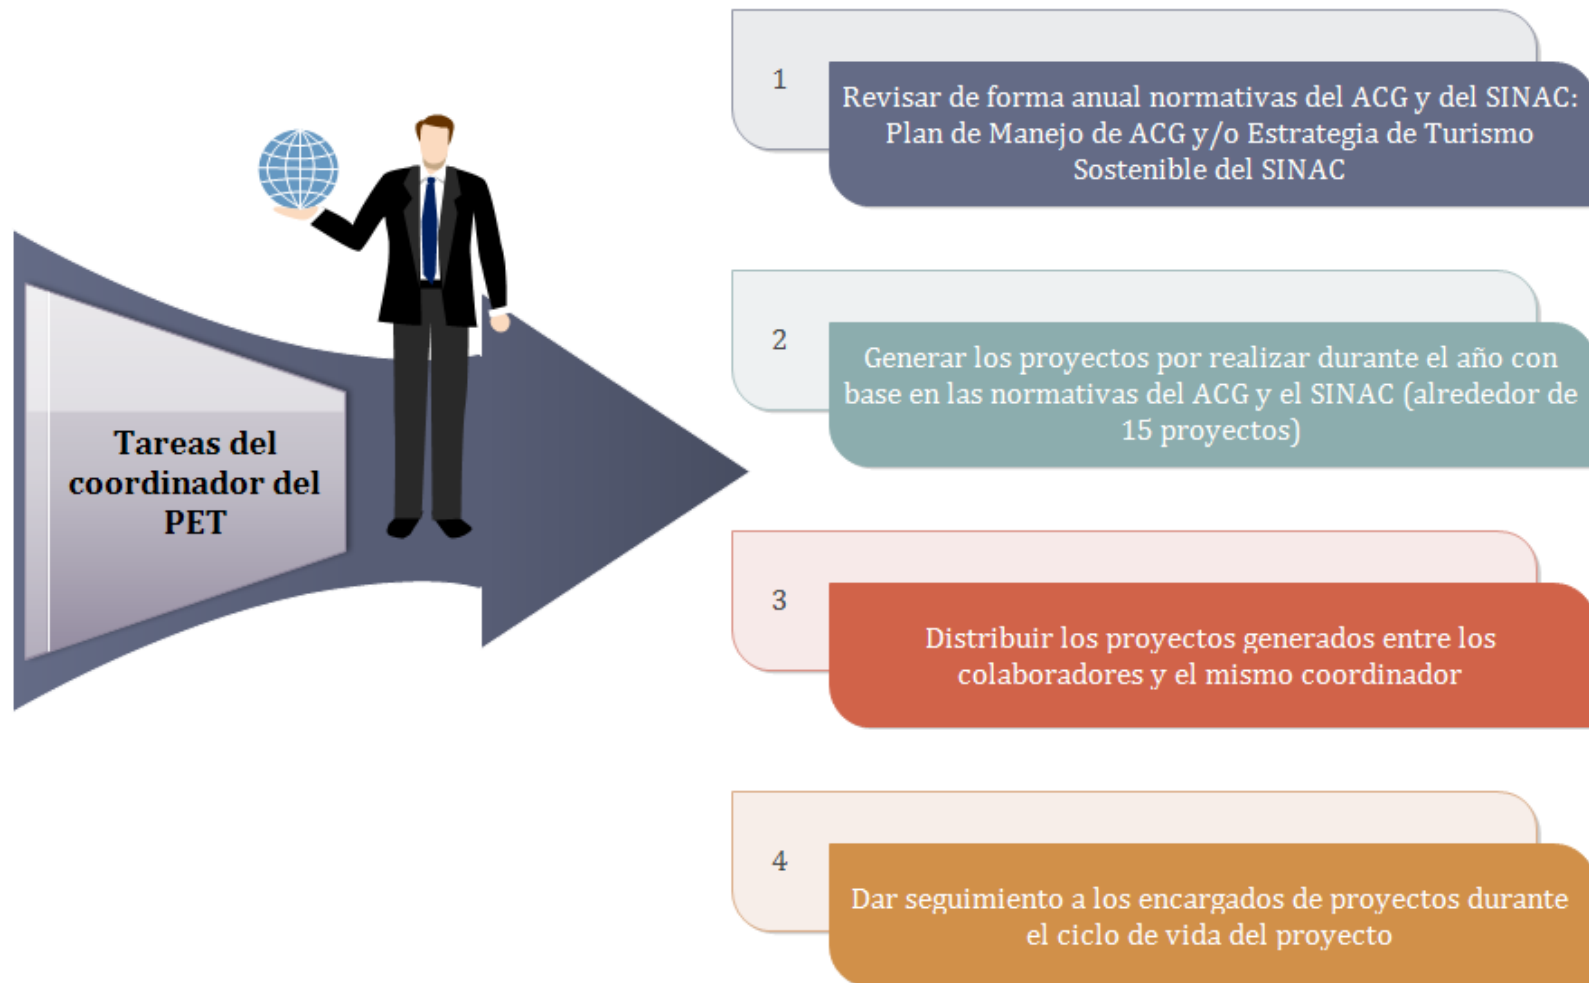 Tareas del
coordinador del
PET
1
Revisar de forma anual normativas del ACG y del SINAC:
Plan de Manejo de ACG y/o Estrategia de Turismo
Sostenible del SINAC
2
Generar los proyectos por realizar durante el año con
base en las normativas del ACG y el SINAC (alrededor de
15 proyectos)
3
Distribuir los proyectos generados entre los
colaboradores y el mismo coordinador
4
Dar seguimiento a los encargados de proyectos durante
el ciclo de vida del proyecto